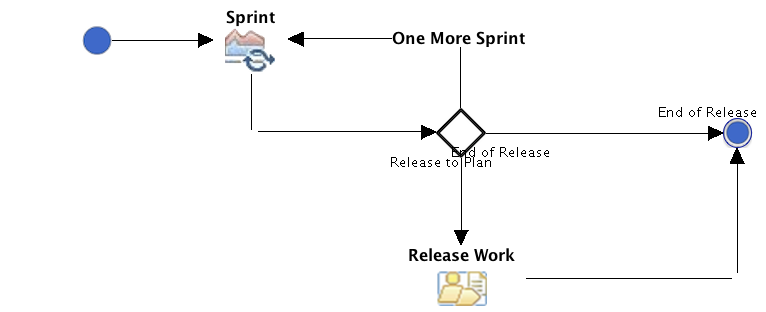 Sprint
One More Sprint
End of Release
End of Release
Release to Plan
Release Work